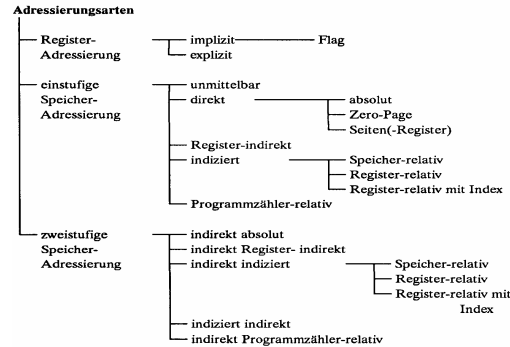 Adressierungsarten
Register- implizit Flag
Adressierung explizit
einstufige unmittelbar
Speicher- direkt absolut
Adressierung Zero-Page
Seiten(-Register)
Register-indirekt
indiziert Speicher-relativ
Register-relativ
Register-relativ mit Index
Programmzähler-relativ
zweistufige indirekt absolut
Speicher- indirekt Register- indirekt
Adressierung indirekt indiziert Speicher-relativ
Register-relativ
Register-relativ mit
Index
indiziert indirekt
indirekt Programmzähler-relativ